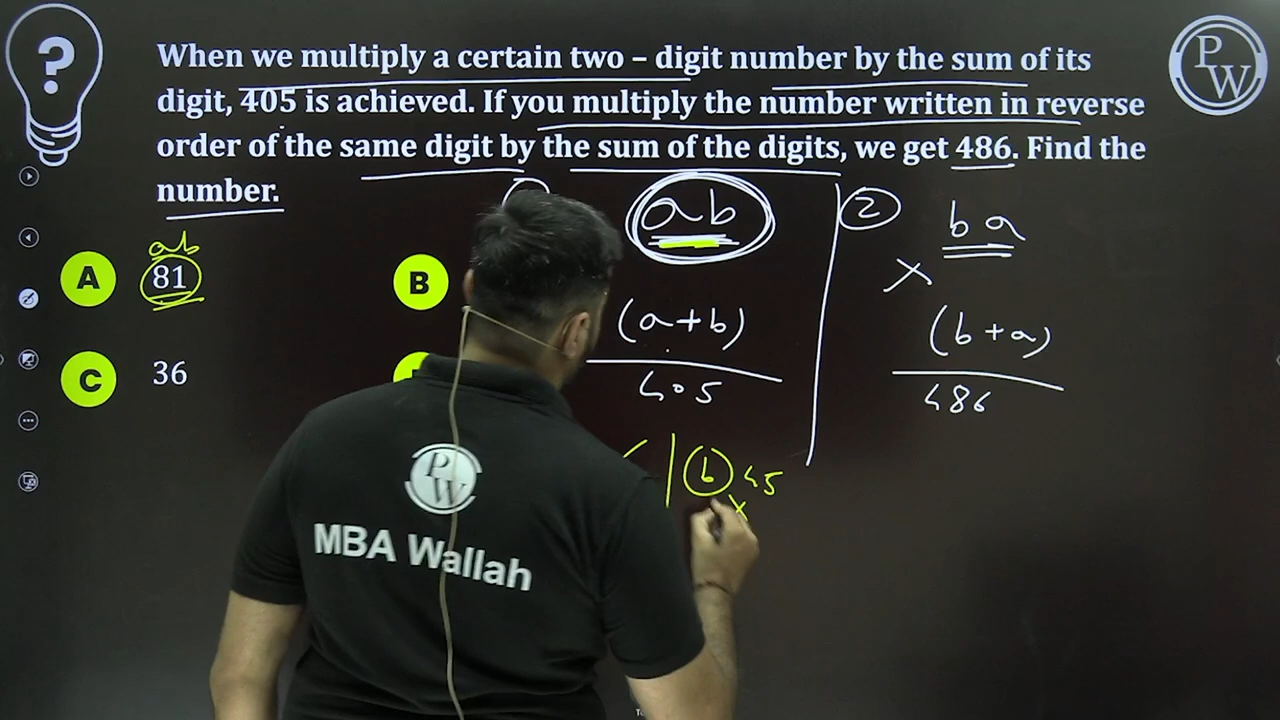 When we multiply a certain two – digit number by the sum of its
digit, 405 is achieved. If you multiply the number written in reverse
order of the same digit by the sum of the digits, we get 486. Find the
number.
PW
?
ab
A 81
B
C 36
ab
(a+b)
405
b 45
x
2
ba
X
(b+a)
486
PW
MBA Wallah